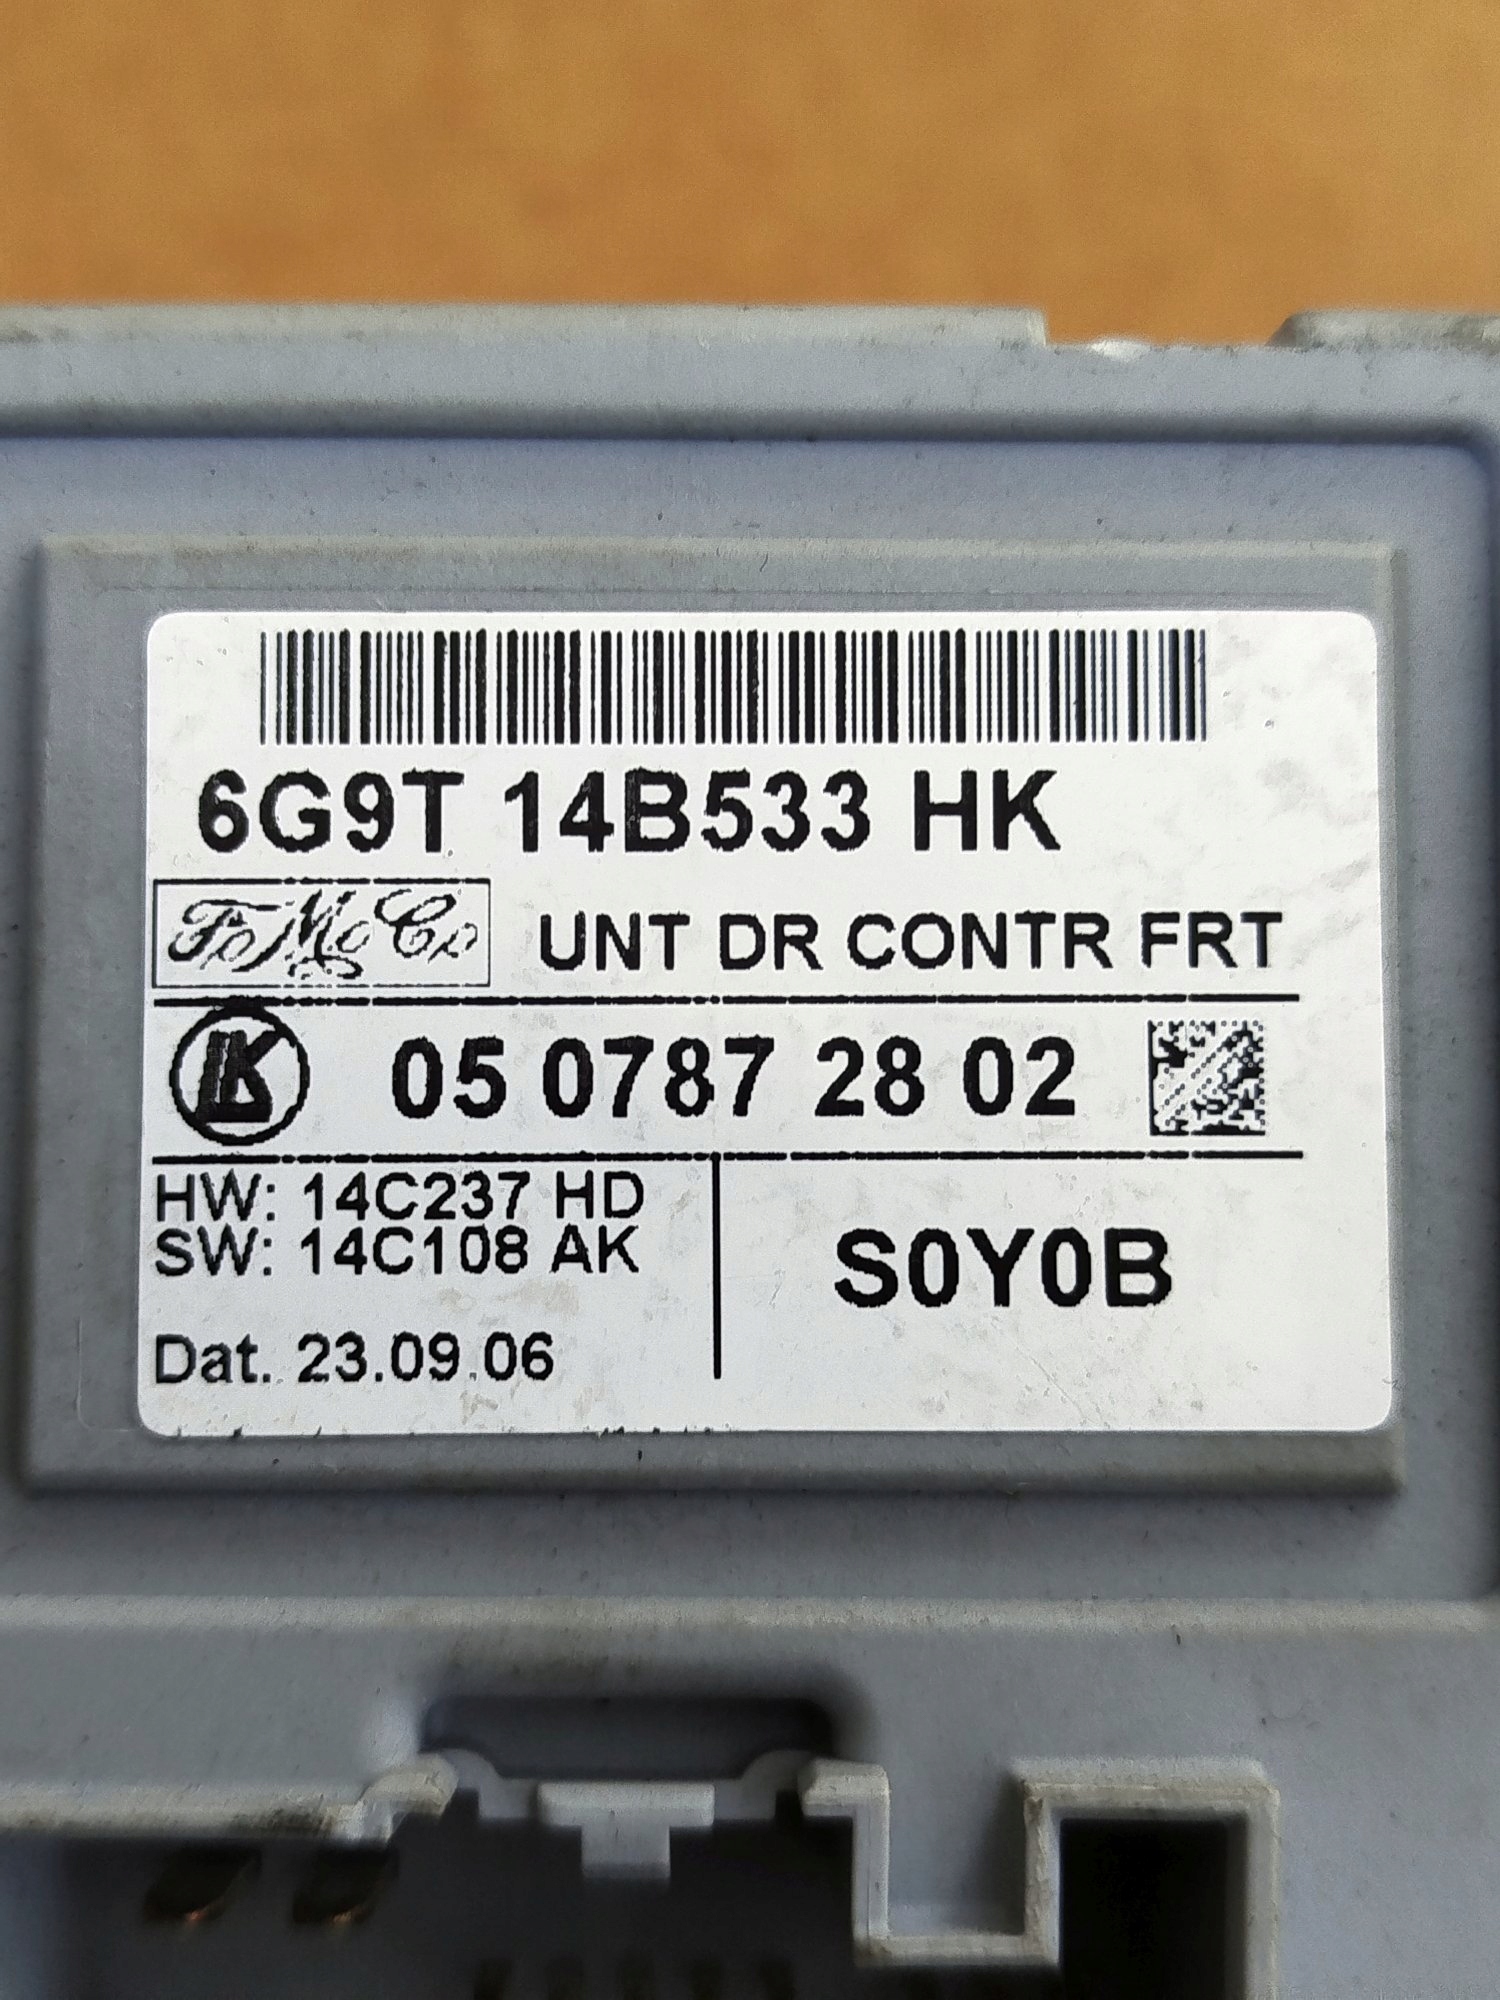 6G9T 14B533 HK
FoMoCo UNT DR CONTR FRT
LK 05 0787 28 02
HW: 14C237 HD
SW: 14C108 AK
S0Y0B
Dat. 23.09.06